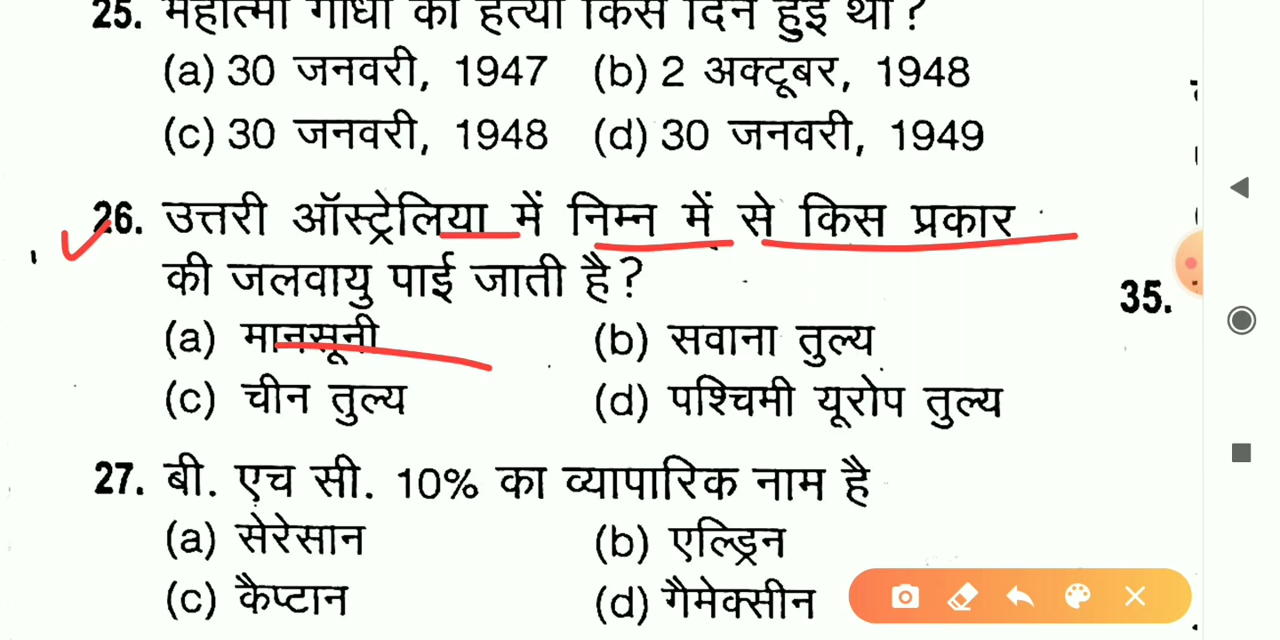 25. महात्मा गाँधी की हत्या किस दिन हुई थी ?
(a) 30 जनवरी, 1947 (b) 2 अक्टूबर, 1948
(c) 30 जनवरी, 1948 (d) 30 जनवरी, 1949
26. उत्तरी ऑस्ट्रेलिया में निम्न में से किस प्रकार
की जलवायु पाई जाती है ?
(a) मानसूनी (b) सवाना तुल्य
(c) चीन तुल्य (d) पश्चिमी यूरोप तुल्य
27. बी. एच सी. 10% का व्यापारिक नाम है
(a) सेरेसान (b) एल्ड्रिन
(c) कैप्टान (d) गैमेक्सीन
35.